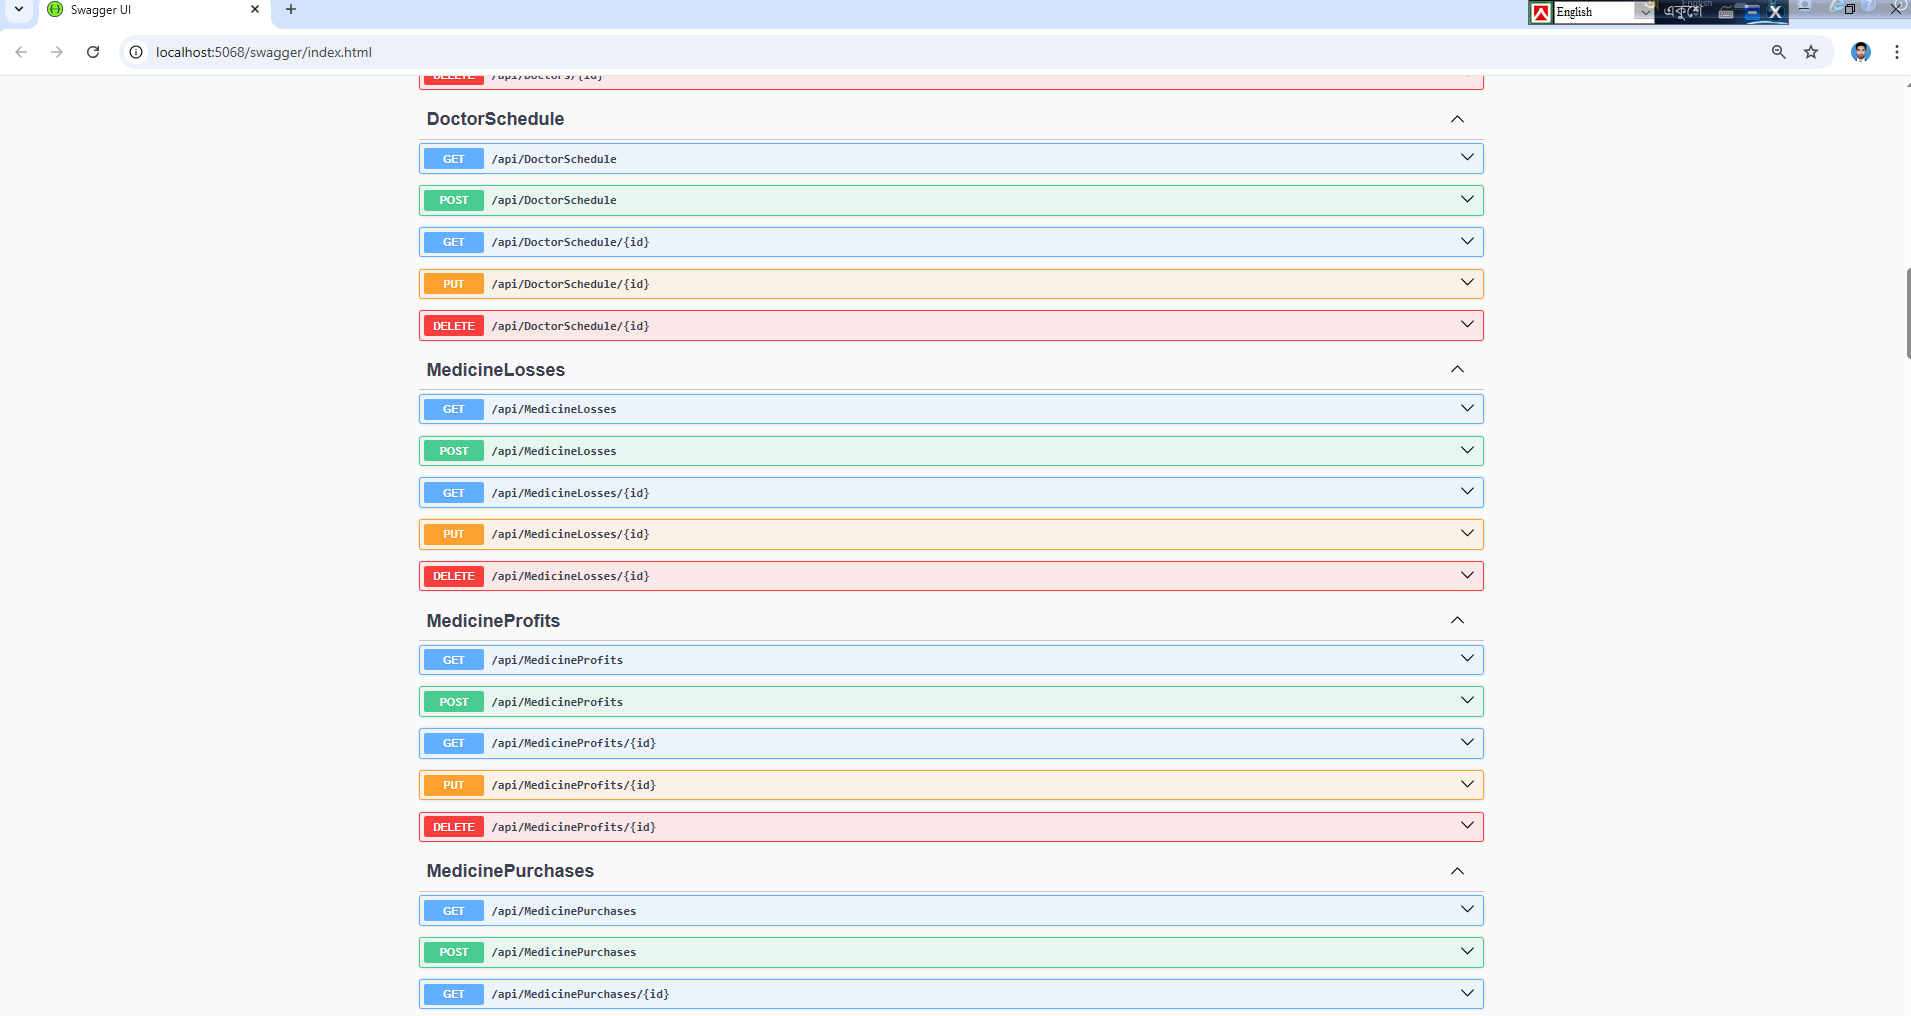 Swagger UI
English
একুশে
localhost:5068/swagger/index.html
DELETE /api/Doctors/{id}
DoctorSchedule
GET /api/DoctorSchedule
POST /api/DoctorSchedule
GET /api/DoctorSchedule/{id}
PUT /api/DoctorSchedule/{id}
DELETE /api/DoctorSchedule/{id}
MedicineLosses
GET /api/MedicineLosses
POST /api/MedicineLosses
GET /api/MedicineLosses/{id}
PUT /api/MedicineLosses/{id}
DELETE /api/MedicineLosses/{id}
MedicineProfits
GET /api/MedicineProfits
POST /api/MedicineProfits
GET /api/MedicineProfits/{id}
PUT /api/MedicineProfits/{id}
DELETE /api/MedicineProfits/{id}
MedicinePurchases
GET /api/MedicinePurchases
POST /api/MedicinePurchases
GET /api/MedicinePurchases/{id}